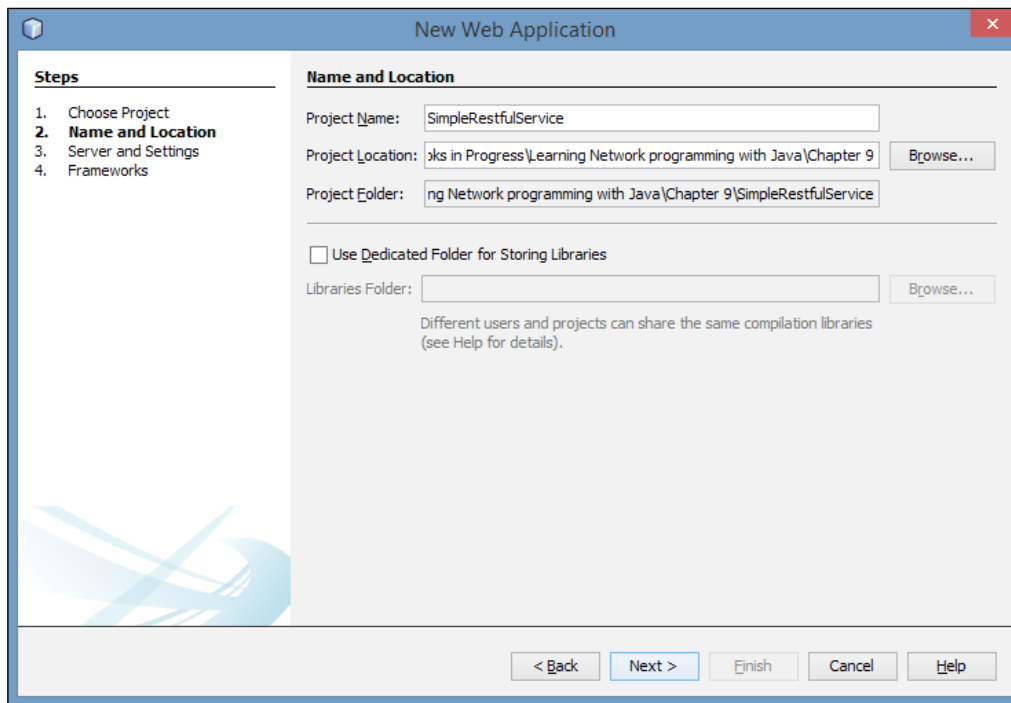 New Web Application
Steps
1. Choose Project
2. Name and Location
3. Server and Settings
4. Frameworks
Name and Location
Project Name: SimpleRestfulService
Project Location: oks in Progress\Learning Network programming with Java\Chapter 9 Browse...
Project Folder: ng Network programming with Java\Chapter 9\SimpleRestfulService
Use Dedicated Folder for Storing Libraries
Libraries Folder: Browse...
Different users and projects can share the same compilation libraries
(see Help for details).
< Back Next > Finish Cancel Help